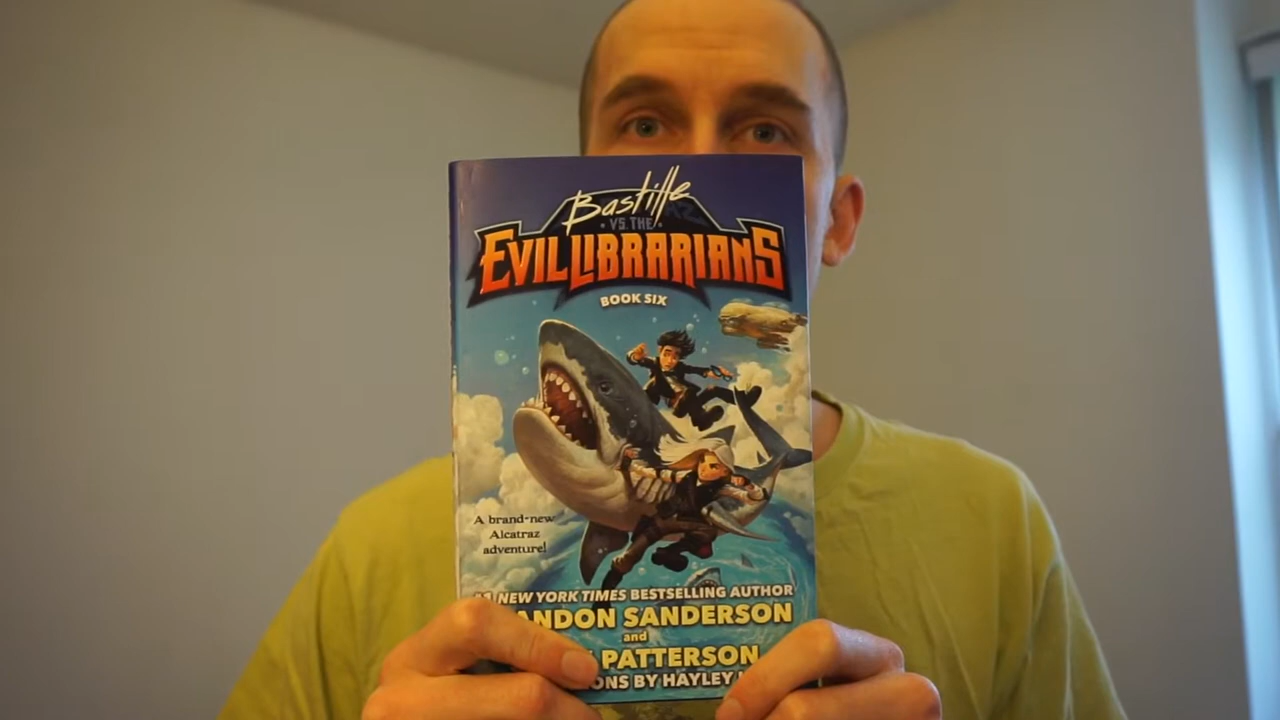 Bastille
VS. THE
EVIL LIBRARIANS
BOOK SIX
A brand-new
Alcatraz
adventure!
#1 NEW YORK TIMES BESTSELLING AUTHOR
ANDON SANDERSON
and
PATTERSON
ONS BY HAYLEY